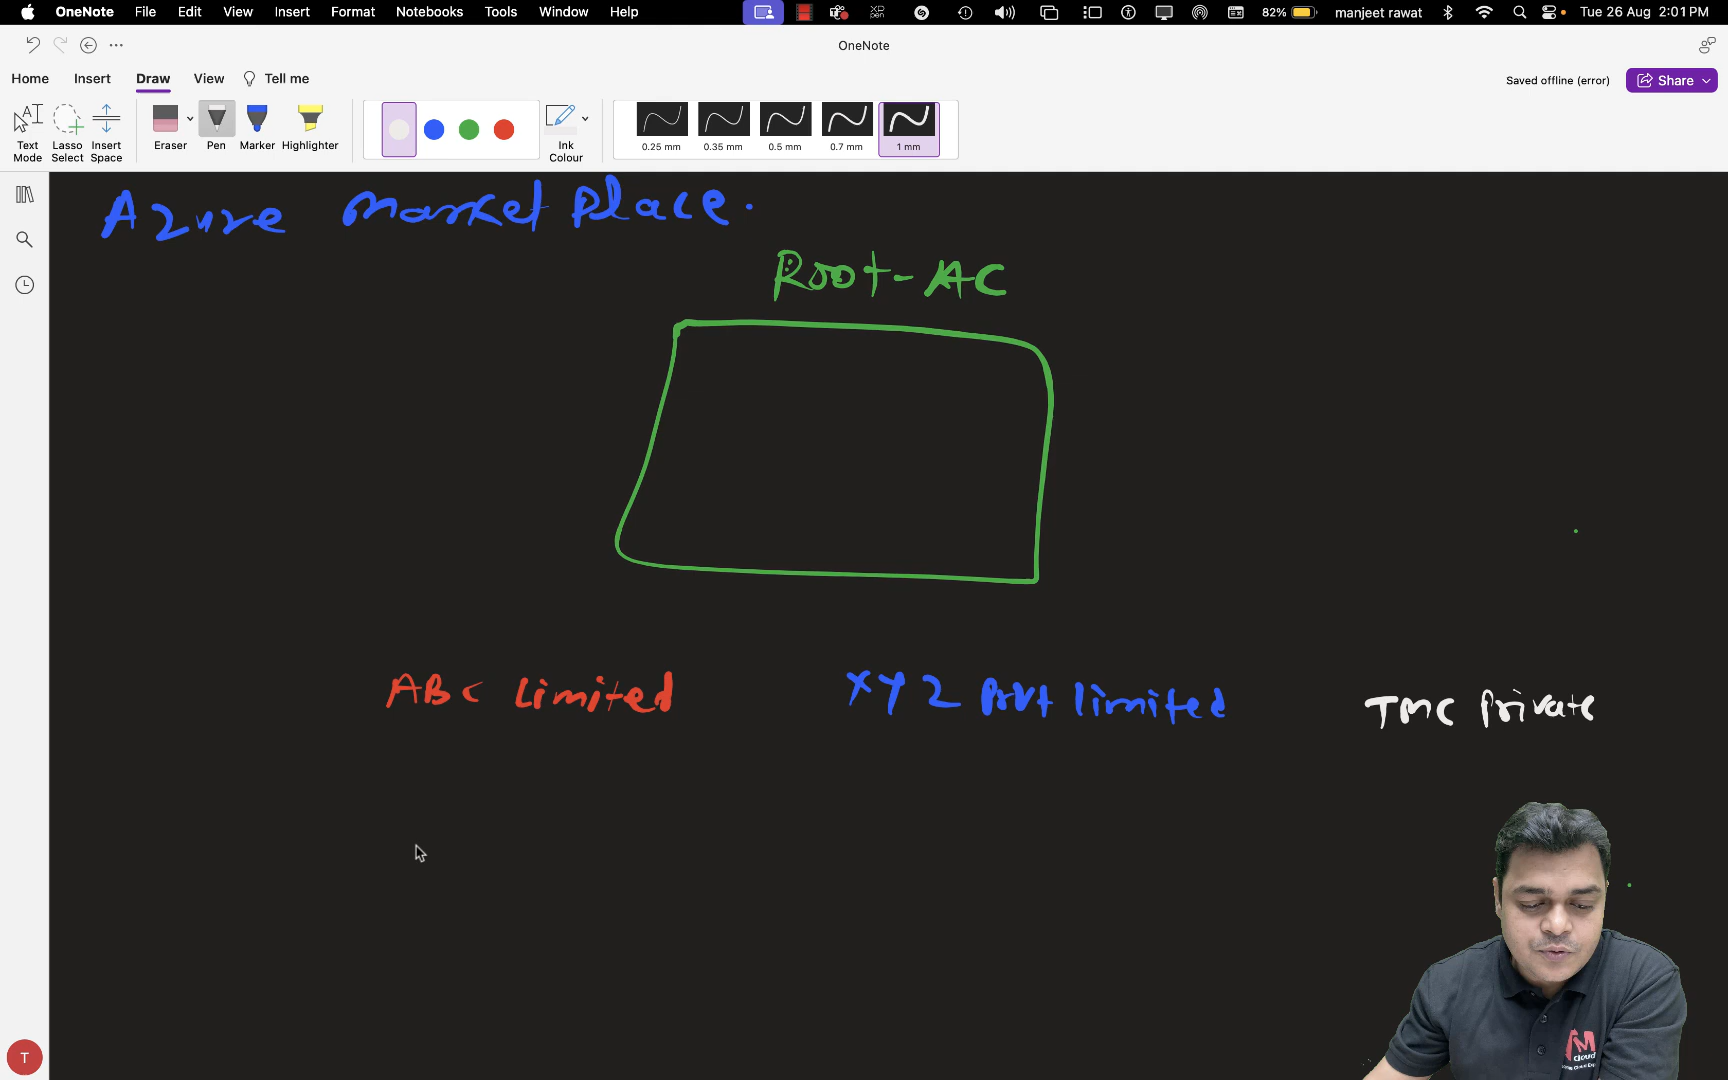 OneNote File Edit View Insert Format Notebooks Tools Window Help XP pen 82% manjeet rawat Tue 26 Aug 2:01 PM
OneNote
Home Insert Draw View Tell me Saved offline (error) Share
Text Mode Lasso Select Insert Space Eraser Pen Marker Highlighter Ink Colour 0.25 mm 0.35 mm 0.5 mm 0.7 mm 1 mm
Azure Market Place.
Root-AC
ABC Limited XYZ Pvt limited TMC Private
T
M
cloud